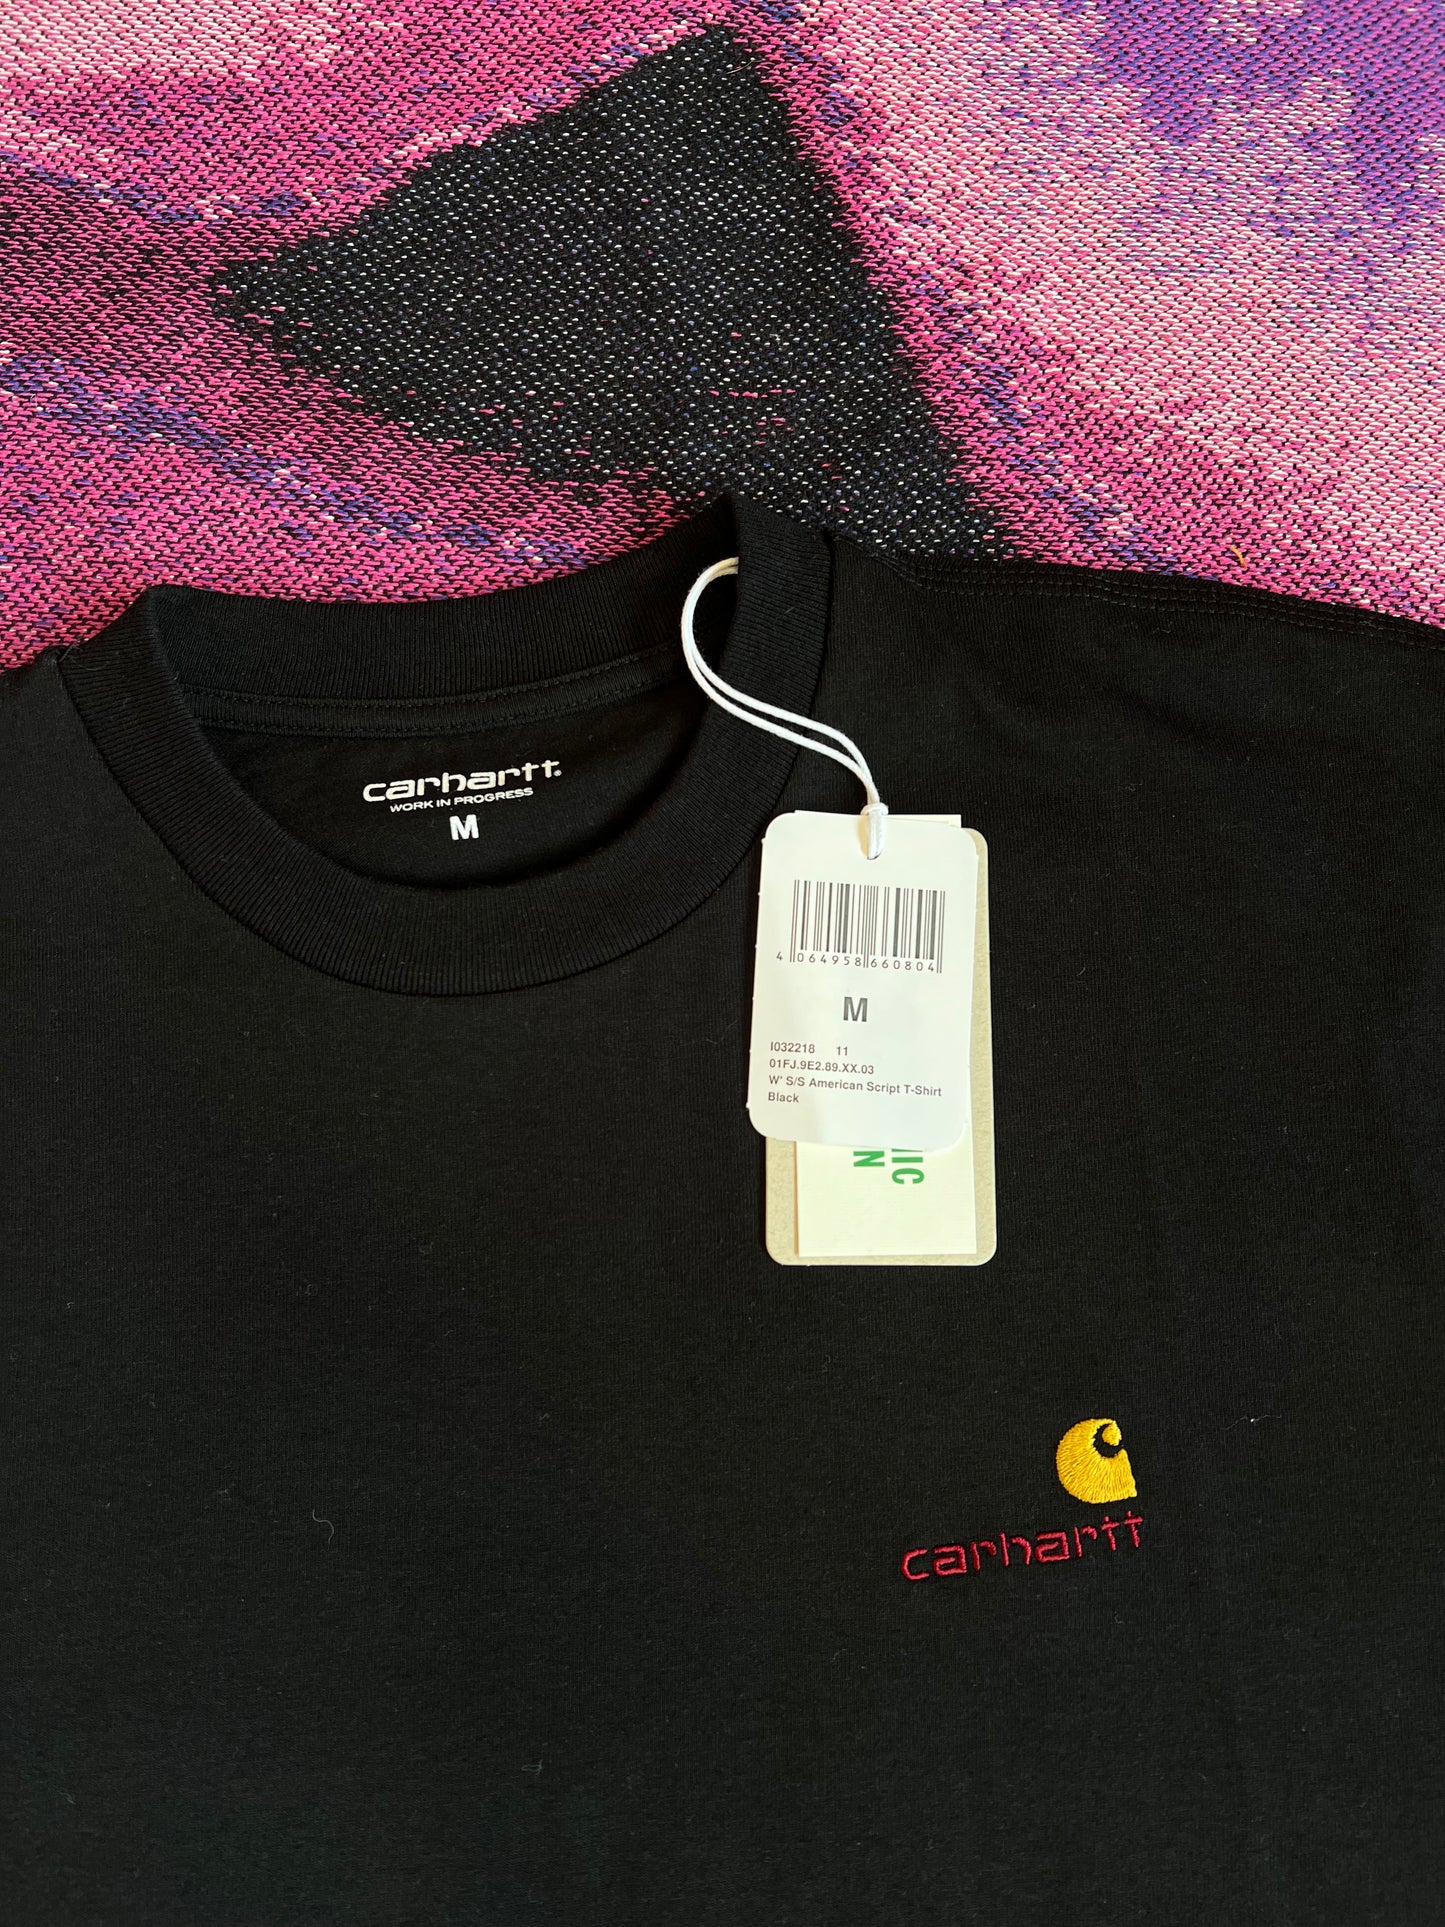 carhartt®
WORK IN PROGRESS
M
4 064958 660804
M
I032218 11
01FJ.9E2.89.XX.03
W' S/S American Script T-Shirt
Black
carhartt